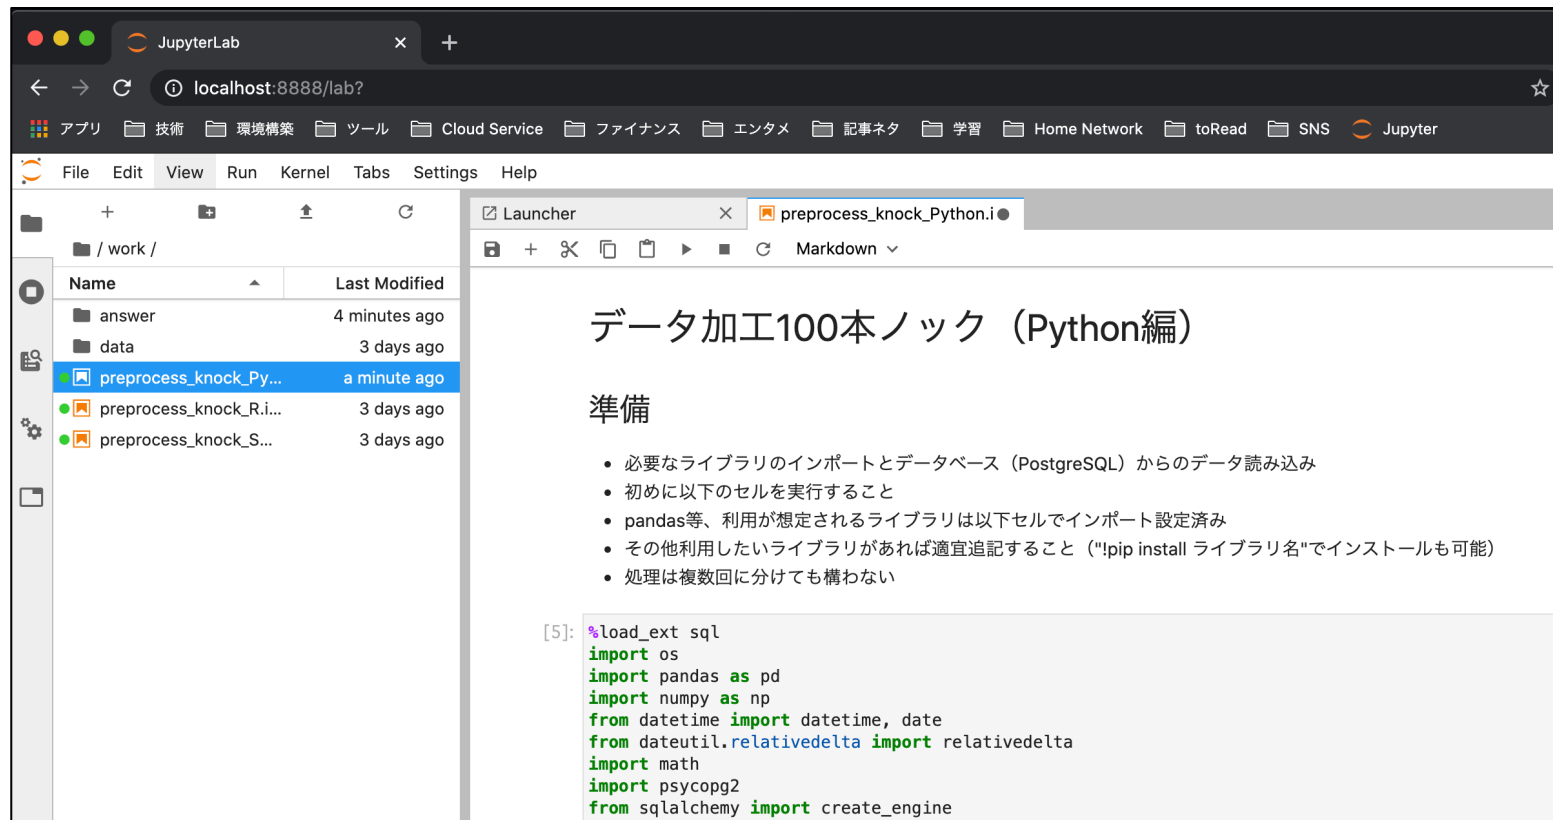 JupyterLab
localhost:8888/lab?
アプリ 技術 環境構築 ツール Cloud Service ファイナンス エンタメ 記事ネタ 学習 Home Network toRead SNS Jupyter
File Edit View Run Kernel Tabs Settings Help
Launcher preprocess_knock_Python.i
/ work /
Markdown
Name Last Modified
answer 4 minutes ago
data 3 days ago
preprocess_knock_Py... a minute ago
preprocess_knock_R.i... 3 days ago
preprocess_knock_S... 3 days ago
データ加工100本ノック（Python編）
準備
• 必要なライブラリのインポートとデータベース（PostgreSQL）からのデータ読み込み
• 初めに以下のセルを実行すること
• pandas等、利用が想定されるライブラリは以下セルでインポート設定済み
• その他利用したいライブラリがあれば適宜追記すること（"!pip install ライブラリ名"でインストールも可能）
• 処理は複数回に分けても構わない
[5]: %load_ext sql
import os
import pandas as pd
import numpy as np
from datetime import datetime, date
from dateutil.relativedelta import relativedelta
import math
import psycopg2
from sqlalchemy import create_engine